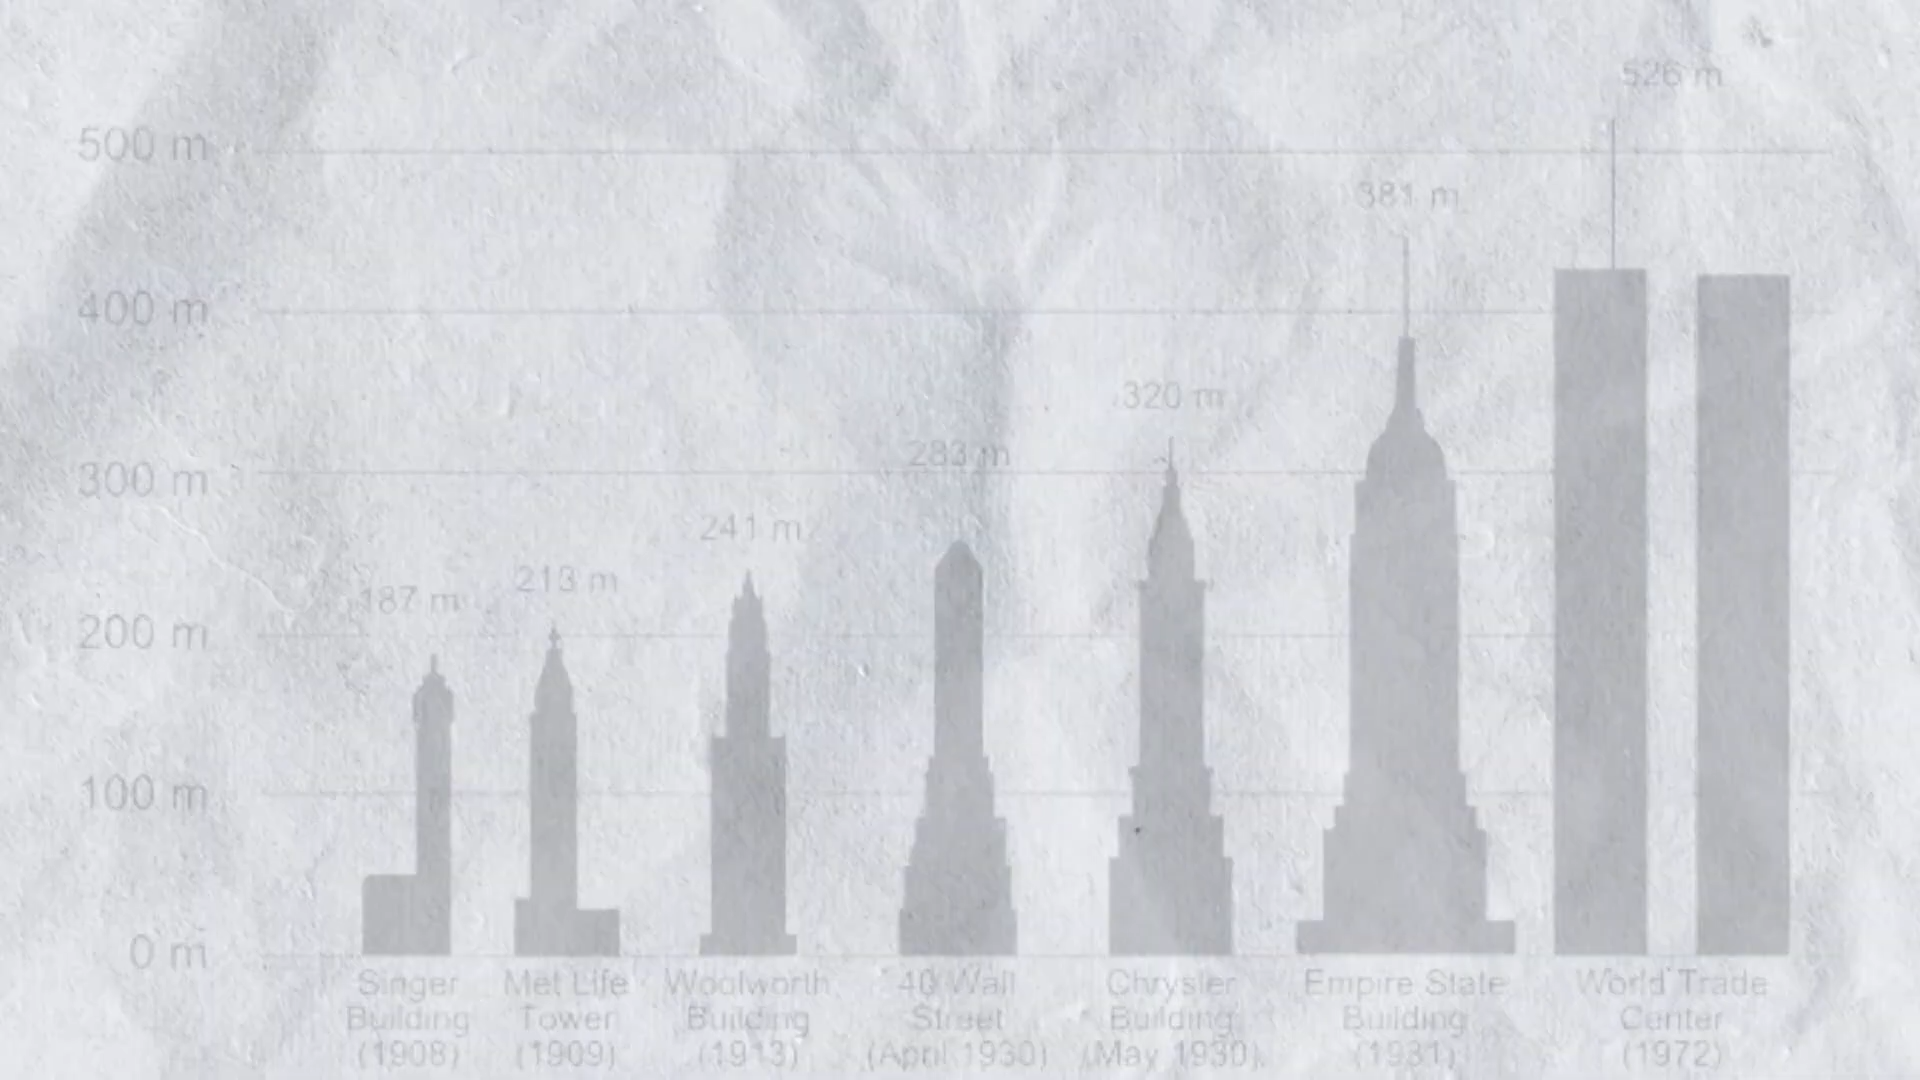 526 m
500 m
381 m
400 m
320 m
283 m
300 m
241 m
213 m
187 m
200 m
100 m
0 m
Singer
Building
(1908)
Met Life
Tower
(1909)
Woolworth
Building
(1913)
40 Wall
Street
(April 1930)
Chrysler
Building
(May 1930)
Empire State
Building
(1931)
World Trade
Center
(1972)